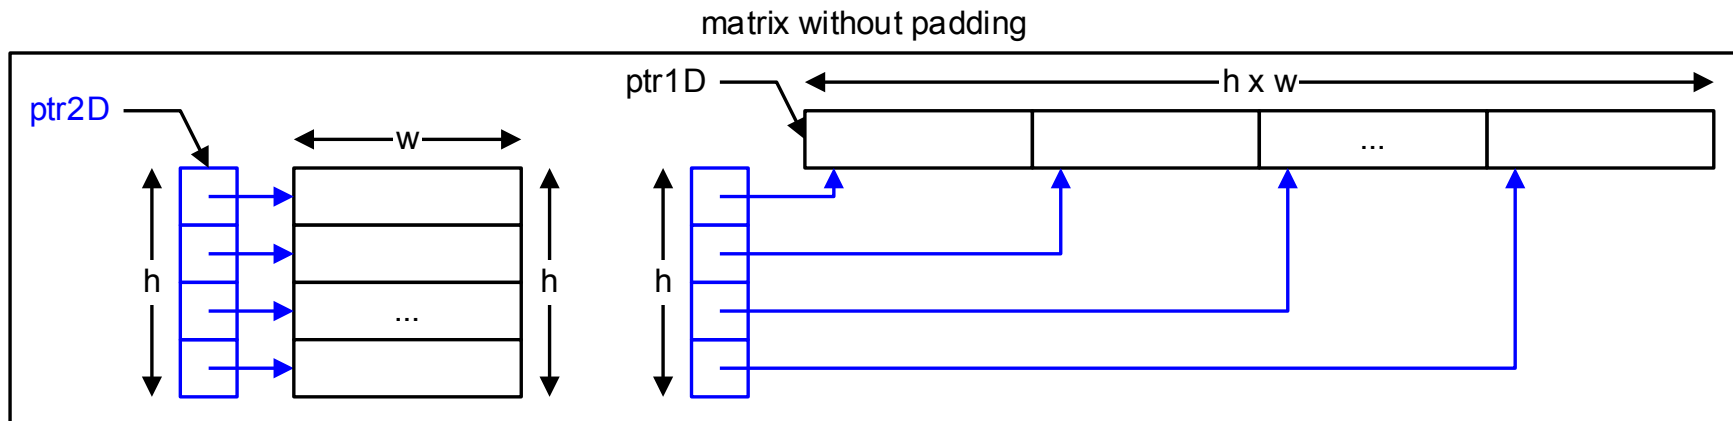 matrix without padding
ptr2D
w
h
h
...
ptr1D
h x w
...
h